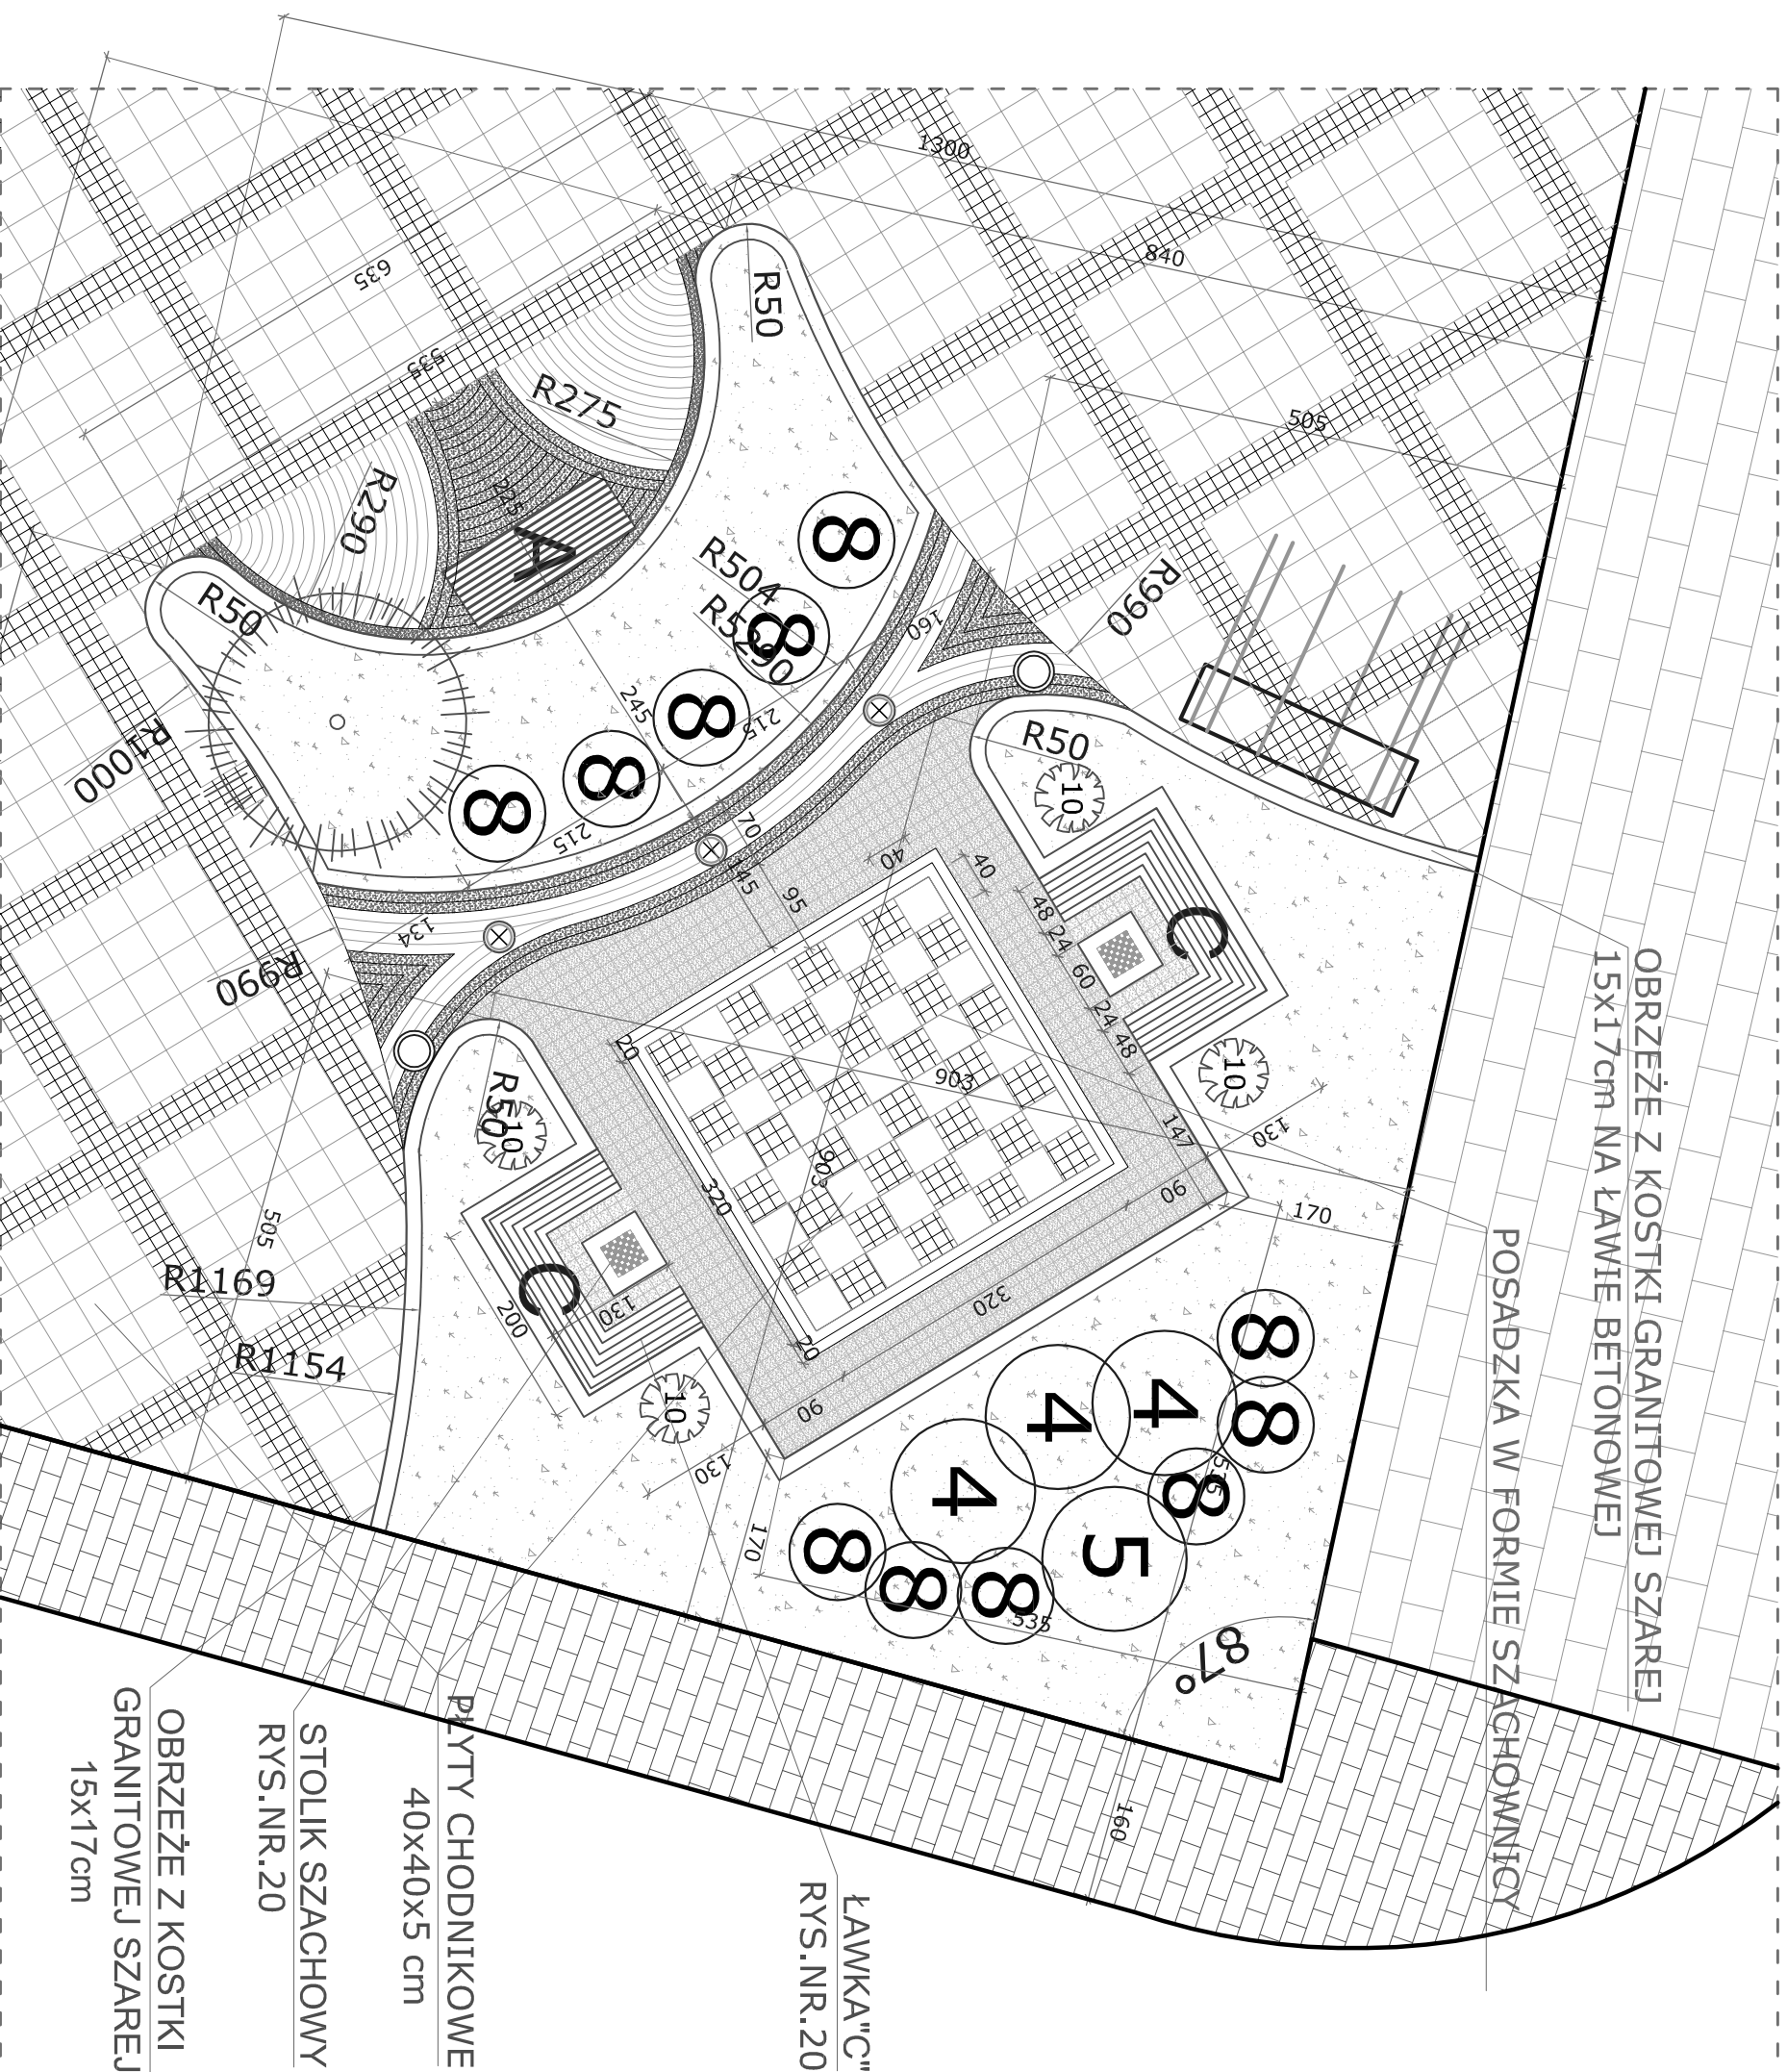 1300
840
505
635
535
R50
R275
R290
225
A
R50
R504
R5290
8
8
8
8
8
160
R990
245
215
215
R1000
70
145
95
40
40
R50
10
C
48
24
60
24
48
134
R990
20
903
903
147
130
10
170
90
320
320
R50
10
C
200
130
20
90
10
130
170
505
R1169
R1154
8
8
8
4
4
4
5
8
8
8
535
535
87°
160
OBRZEŻE Z KOSTKI GRANITOWEJ SZAREJ
15x17cm NA ŁAWIE BETONOWEJ
POSADZKA W FORMIE SZACHOWNICY
ŁAWKA"C"
RYS.NR.20
PŁYTY CHODNIKOWE
40x40x5 cm
STOLIK SZACHOWY
RYS.NR.20
OBRZEŻE Z KOSTKI
GRANITOWEJ SZAREJ
15x17cm